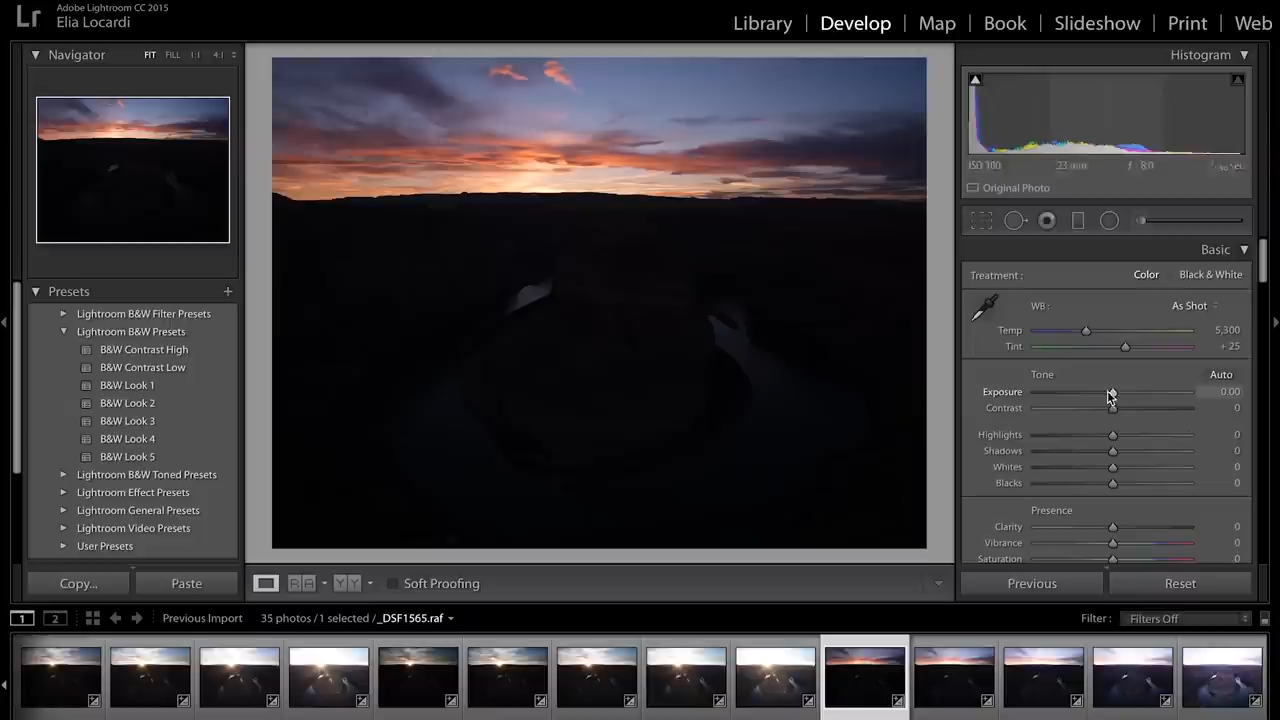 Lr
Adobe Lightroom CC 2015
Elia Locardi
Library | Develop | Map | Book | Slideshow | Print | Web
Navigator FIT FILL 1:1 4:1
Presets +
Lightroom B&W Filter Presets
Lightroom B&W Presets
B&W Contrast High
B&W Contrast Low
B&W Look 1
B&W Look 2
B&W Look 3
B&W Look 4
B&W Look 5
Lightroom B&W Toned Presets
Lightroom Effect Presets
Lightroom General Presets
Lightroom Video Presets
User Presets
Copy... Paste
Soft Proofing
Histogram
ISO 100 23 mm ƒ / 8.0
Original Photo
Basic
Treatment : Color Black & White
WB : As Shot
Temp 5,300
Tint + 25
Tone Auto
Exposure 0.00
Contrast 0
Highlights 0
Shadows 0
Whites 0
Blacks 0
Presence
Clarity 0
Vibrance 0
Saturation 0
Previous Reset
1 2 Previous Import 35 photos / 1 selected / _DSF1565.raf Filter : Filters Off